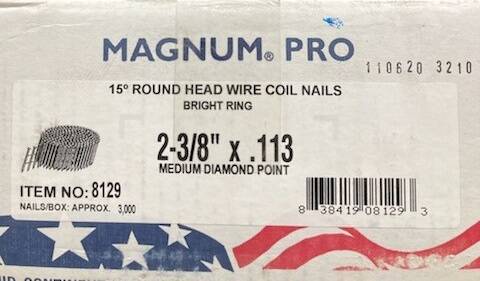 MAGNUM® PRO
110620 3210
15° ROUND HEAD WIRE COIL NAILS
BRIGHT RING
2-3/8" x .113
MEDIUM DIAMOND POINT
ITEM NO: 8129
NAILS/BOX: APPROX. 3,000
8 38419 08129 3